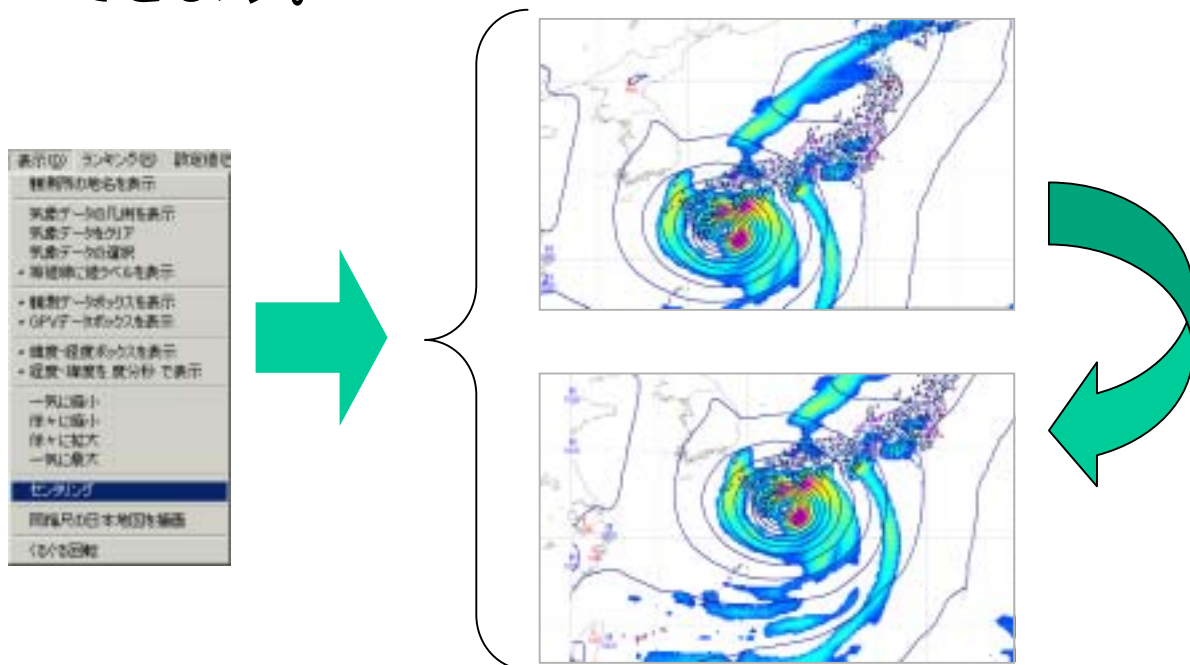 できます。
表示(D) ランキング(R) 設定値
観測所の地名を表示
気象データの凡例を表示
気象データをクリア
気象データの選択
等値線に値ラベルを表示
観測データボックスを表示
GPVデータボックスを表示
緯度・経度ボックスを表示
経度・緯度を 度分秒 で表示
一気に縮小
徐々に縮小
徐々に拡大
一気に最大
センタリング
同縮尺の日本地図を描画
くるくる回転